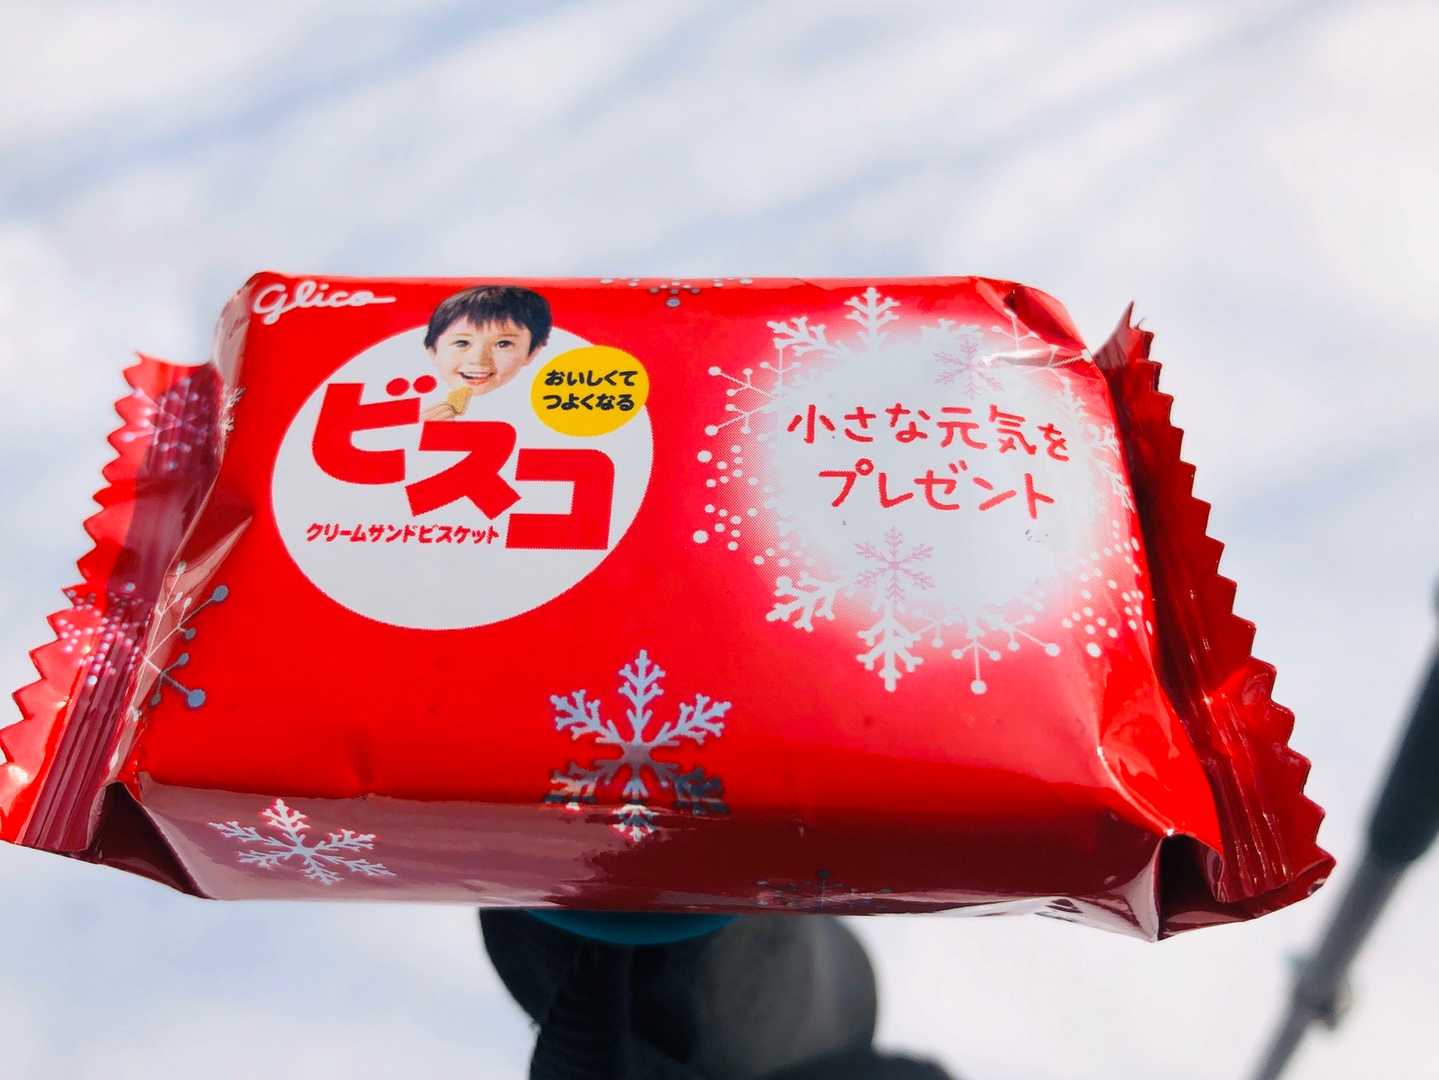 glico
おいしくて
つよくなる
ビスコ
クリームサンドビスケット
小さな元気を
プレゼント